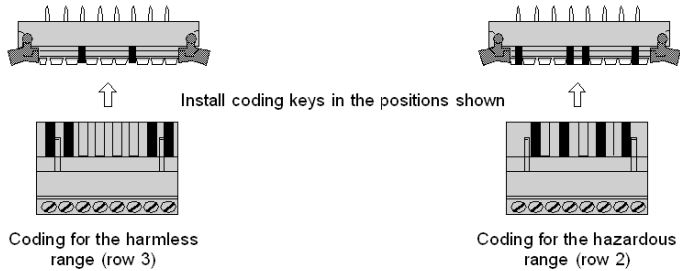 Install coding keys in the positions shown
Coding for the harmless
range (row 3)
Coding for the hazardous
range (row 2)